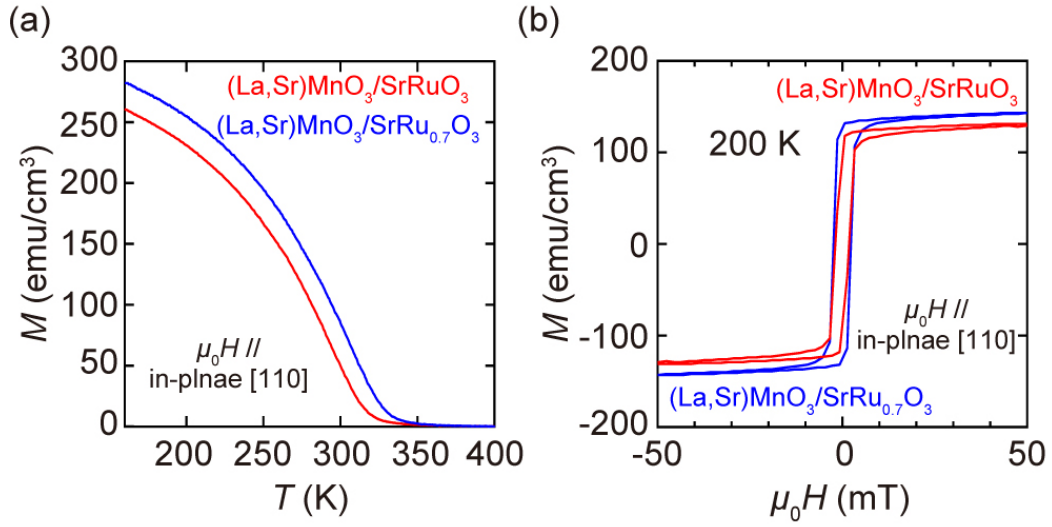 (a)
300
250
200
150
100
50
0
M (emu/cm³)
(La,Sr)MnO₃/SrRuO₃
(La,Sr)MnO₃/SrRu₀.₇O₃
μ₀H //
in-plnae [110]
200 250 300 350 400
T (K)
(b)
200
100
0
-100
-200
M (emu/cm³)
(La,Sr)MnO₃/SrRuO₃
200 K
μ₀H //
in-plnae [110]
(La,Sr)MnO₃/SrRu₀.₇O₃
-50 0 50
μ₀H (mT)